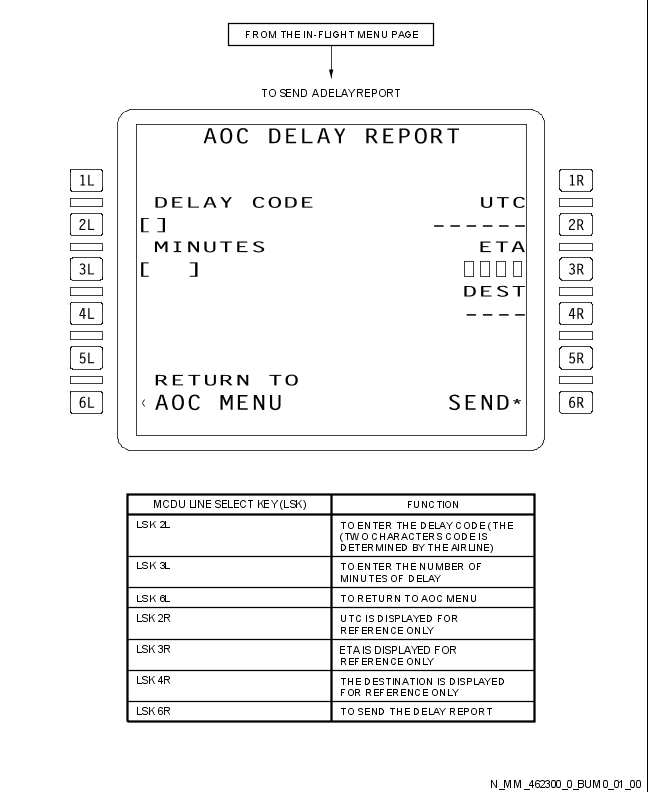 FROM THE IN-FLIGHT MENU PAGE
TO SEND A DELAY REPORT
AOC DELAY REPORT
1L 1R
DELAY CODE UTC
2L [ ] ------ 2R
MINUTES ETA
3L [ ] ▯▯▯▯ 3R
DEST
4L ---- 4R
5L 5R
RETURN TO
6L < AOC MENU SEND* 6R
MCDU LINE SELECT KEY (LSK) FUNCTION
LSK 2L TO ENTER THE DELAY CODE (THE
(TWO CHARACTERS CODE IS
DETERMINED BY THE AIRLINE)
LSK 3L TO ENTER THE NUMBER OF
MINUTES OF DELAY
LSK 6L TO RETURN TO AOC MENU
LSK 2R UTC IS DISPLAYED FOR
REFERENCE ONLY
LSK 3R ETA IS DISPLAYED FOR
REFERENCE ONLY
LSK 4R THE DESTINATION IS DISPLAYED
FOR REFERENCE ONLY
LSK 6R TO SEND THE DELAY REPORT
N_MM_462300_0_BUM0_01_00